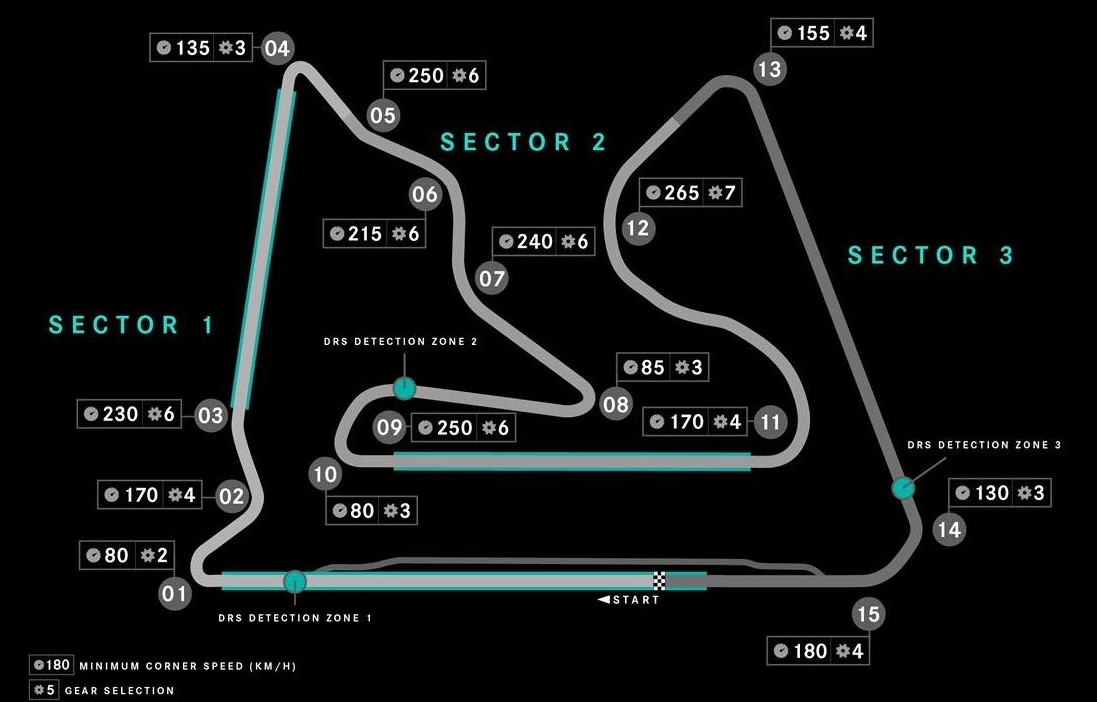 135 3 04
155 4
13
250 6
05
SECTOR 2
06
215 6
265 7
12
240 6
07
SECTOR 3
SECTOR 1
DRS DETECTION ZONE 2
85 3
08
230 6 03
09 250 6
170 4 11
DRS DETECTION ZONE 3
10
80 3
170 4 02
130 3
14
80 2
01
START
DRS DETECTION ZONE 1
15
180 4
180 MINIMUM CORNER SPEED (KM/H)
5 GEAR SELECTION